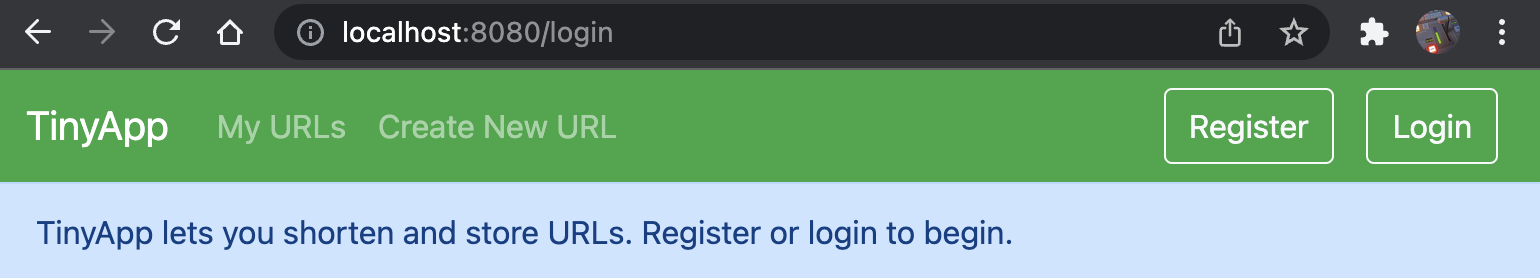 localhost:8080/login
TinyApp My URLs Create New URL Register Login
TinyApp lets you shorten and store URLs. Register or login to begin.